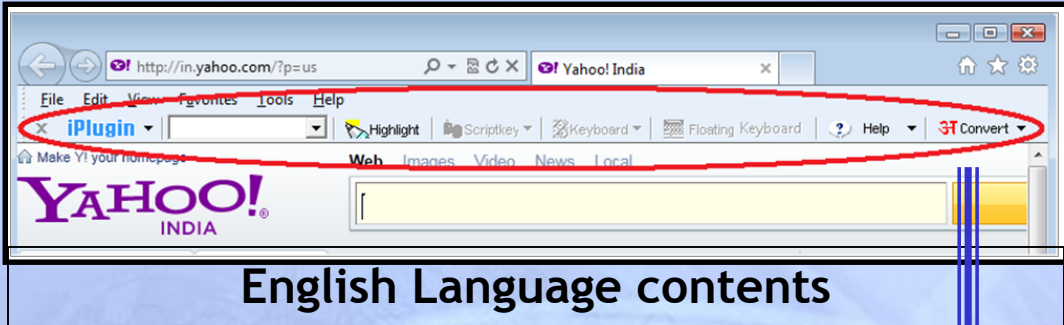 http://in.yahoo.com/?p=us Yahoo! India
File Edit View Favorites Tools Help
iPlugin Highlight Scriptkey Keyboard Floating Keyboard Help अ Convert
Make Y! your homepage Web Images Video News Local
YAHOO!®
INDIA
English Language contents